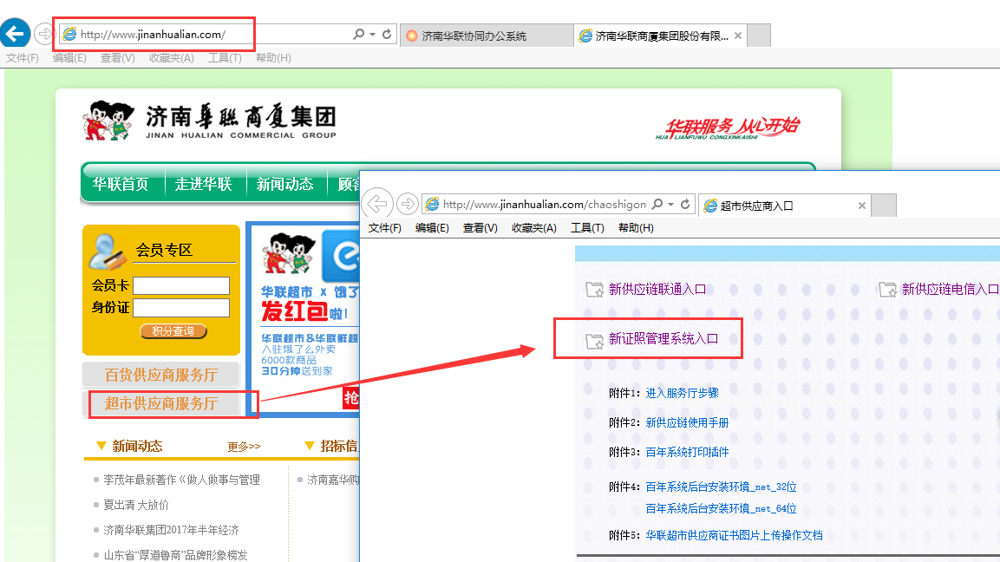 http://www.jinanhualian.com/
济南华联协同办公系统
济南华联商厦集团股份有限...
文件(F) 编辑(E) 查看(V) 收藏夹(A) 工具(T) 帮助(H)
济南華聯商厦集团
JINAN HUALIAN COMMERCIAL GROUP
华联服务 从心开始
HUA LIANFUWU CONGXINKAISHI
华联首页 走进华联 新闻动态 顾客
会员专区
会员卡
身份证
积分查询
百货供应商服务厅
超市供应商服务厅
华联超市 x 饿了
发红包啦!
华联超市&华联鲜超
入驻饿了么外卖
6000款商品
30分钟送到家
抢
新闻动态 更多>>
李茂年最新著作《做人做事与管理
夏出清 大放价
济南华联集团2017年半年经济
山东省“厚道鲁商”品牌形象榜发
招标信
济南嘉华购
http://www.jinanhualian.com/chaoshigon
超市供应商入口
文件(F) 编辑(E) 查看(V) 收藏夹(A) 工具(T) 帮助(H)
新供应链联通入口
新供应链电信入口
新证照管理系统入口
附件1: 进入服务厅步骤
附件2: 新供应链使用手册
附件3: 百年系统打印插件
附件4: 百年系统后台安装环境_net_32位
百年系统后台安装环境_net_64位
附件5: 华联超市供应商证书图片上传操作文档